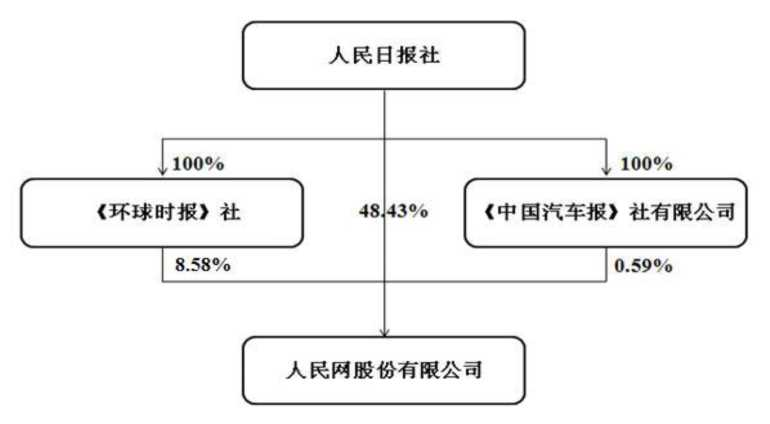 人民日报社
100%
100%
《环球时报》社
48.43%
《中国汽车报》社有限公司
8.58%
0.59%
人民网股份有限公司